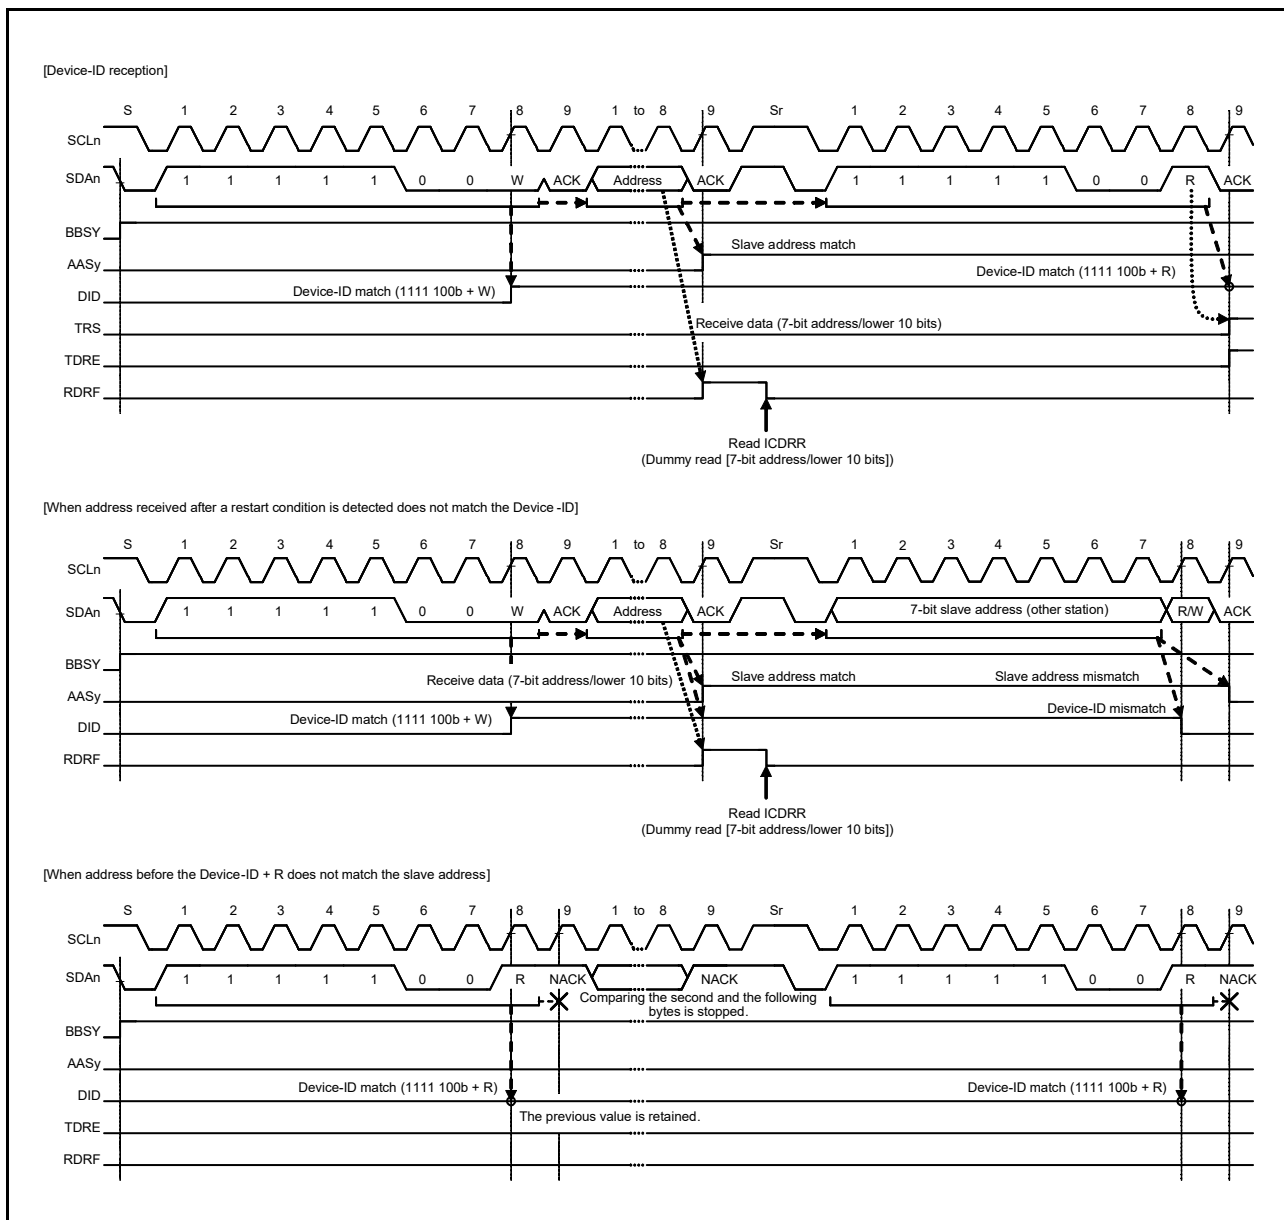 [Device-ID reception]
S 1 2 3 4 5 6 7 8 9 1 to 8 9 Sr 1 2 3 4 5 6 7 8 9
SCLn
SDAn 1 1 1 1 1 0 0 W ACK Address ACK 1 1 1 1 1 0 0 R ACK
BBSY
Slave address match
AASy
Device-ID match (1111 100b + R)
DID Device-ID match (1111 100b + W)
TRS Receive data (7-bit address/lower 10 bits)
TDRE
RDRF
Read ICDRR
(Dummy read [7-bit address/lower 10 bits])
[When address received after a restart condition is detected does not match the Device -ID]
S 1 2 3 4 5 6 7 8 9 1 to 8 9 Sr 1 2 3 4 5 6 7 8 9
SCLn
SDAn 1 1 1 1 1 0 0 W ACK Address ACK 7-bit slave address (other station) R/W ACK
BBSY
Receive data (7-bit address/lower 10 bits) Slave address match Slave address mismatch
AASy
Device-ID mismatch
DID Device-ID match (1111 100b + W)
RDRF
Read ICDRR
(Dummy read [7-bit address/lower 10 bits])
[When address before the Device-ID + R does not match the slave address]
S 1 2 3 4 5 6 7 8 9 1 to 8 9 Sr 1 2 3 4 5 6 7 8 9
SCLn
SDAn 1 1 1 1 1 0 0 R NACK NACK 1 1 1 1 1 0 0 R NACK
Comparing the second and the following
bytes is stopped.
BBSY
AASy
Device-ID match (1111 100b + R) Device-ID match (1111 100b + R)
DID
The previous value is retained.
TDRE
RDRF